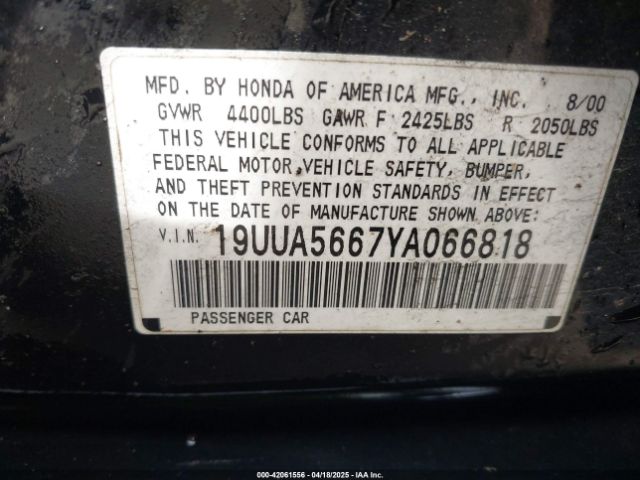 MFD. BY HONDA OF AMERICA MFG., INC. 8/00
GVWR 4400LBS GAWR F 2425LBS R 2050LBS
THIS VEHICLE CONFORMS TO ALL APPLICABLE
FEDERAL MOTOR VEHICLE SAFETY, BUMPER,
AND THEFT PREVENTION STANDARDS IN EFFECT
ON THE DATE OF MANUFACTURE SHOWN ABOVE:
V.I.N. 19UUA5667YA066818
PASSENGER CAR
000-42061556 - 04/18/2025 - IAAI.COM